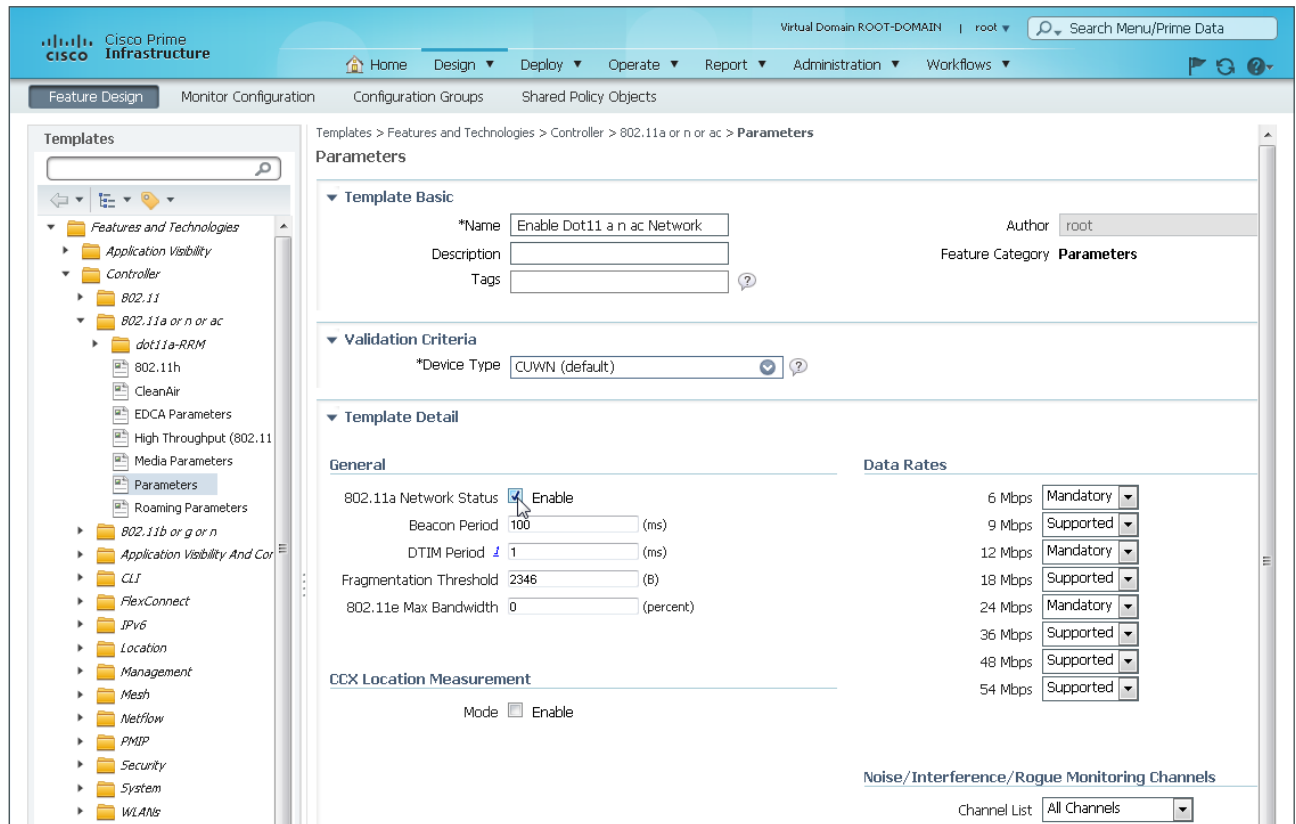 Virtual Domain ROOT-DOMAIN | root
Search Menu/Prime Data
cisco
Cisco Prime
Infrastructure
Home Design Deploy Operate Report Administration Workflows
Feature Design Monitor Configuration Configuration Groups Shared Policy Objects
Templates
Features and Technologies
Application Visibility
Controller
802.11
802.11a or n or ac
dot11a-RRM
802.11h
CleanAir
EDCA Parameters
High Throughput (802.11
Media Parameters
Parameters
Roaming Parameters
802.11b or g or n
Application Visibility And Cor
CLI
FlexConnect
IPv6
Location
Management
Mesh
Netflow
PMIP
Security
System
WLANs
Templates > Features and Technologies > Controller > 802.11a or n or ac > Parameters
Parameters
Template Basic
*Name Enable Dot11 a n ac Network
Author root
Description
Feature Category Parameters
Tags ?
Validation Criteria
*Device Type CUWN (default) ?
Template Detail
General
802.11a Network Status Enable
Beacon Period 100 (ms)
DTIM Period 1 1 (ms)
Fragmentation Threshold 2346 (B)
802.11e Max Bandwidth 0 (percent)
CCX Location Measurement
Mode Enable
Data Rates
6 Mbps Mandatory
9 Mbps Supported
12 Mbps Mandatory
18 Mbps Supported
24 Mbps Mandatory
36 Mbps Supported
48 Mbps Supported
54 Mbps Supported
Noise/Interference/Rogue Monitoring Channels
Channel List All Channels